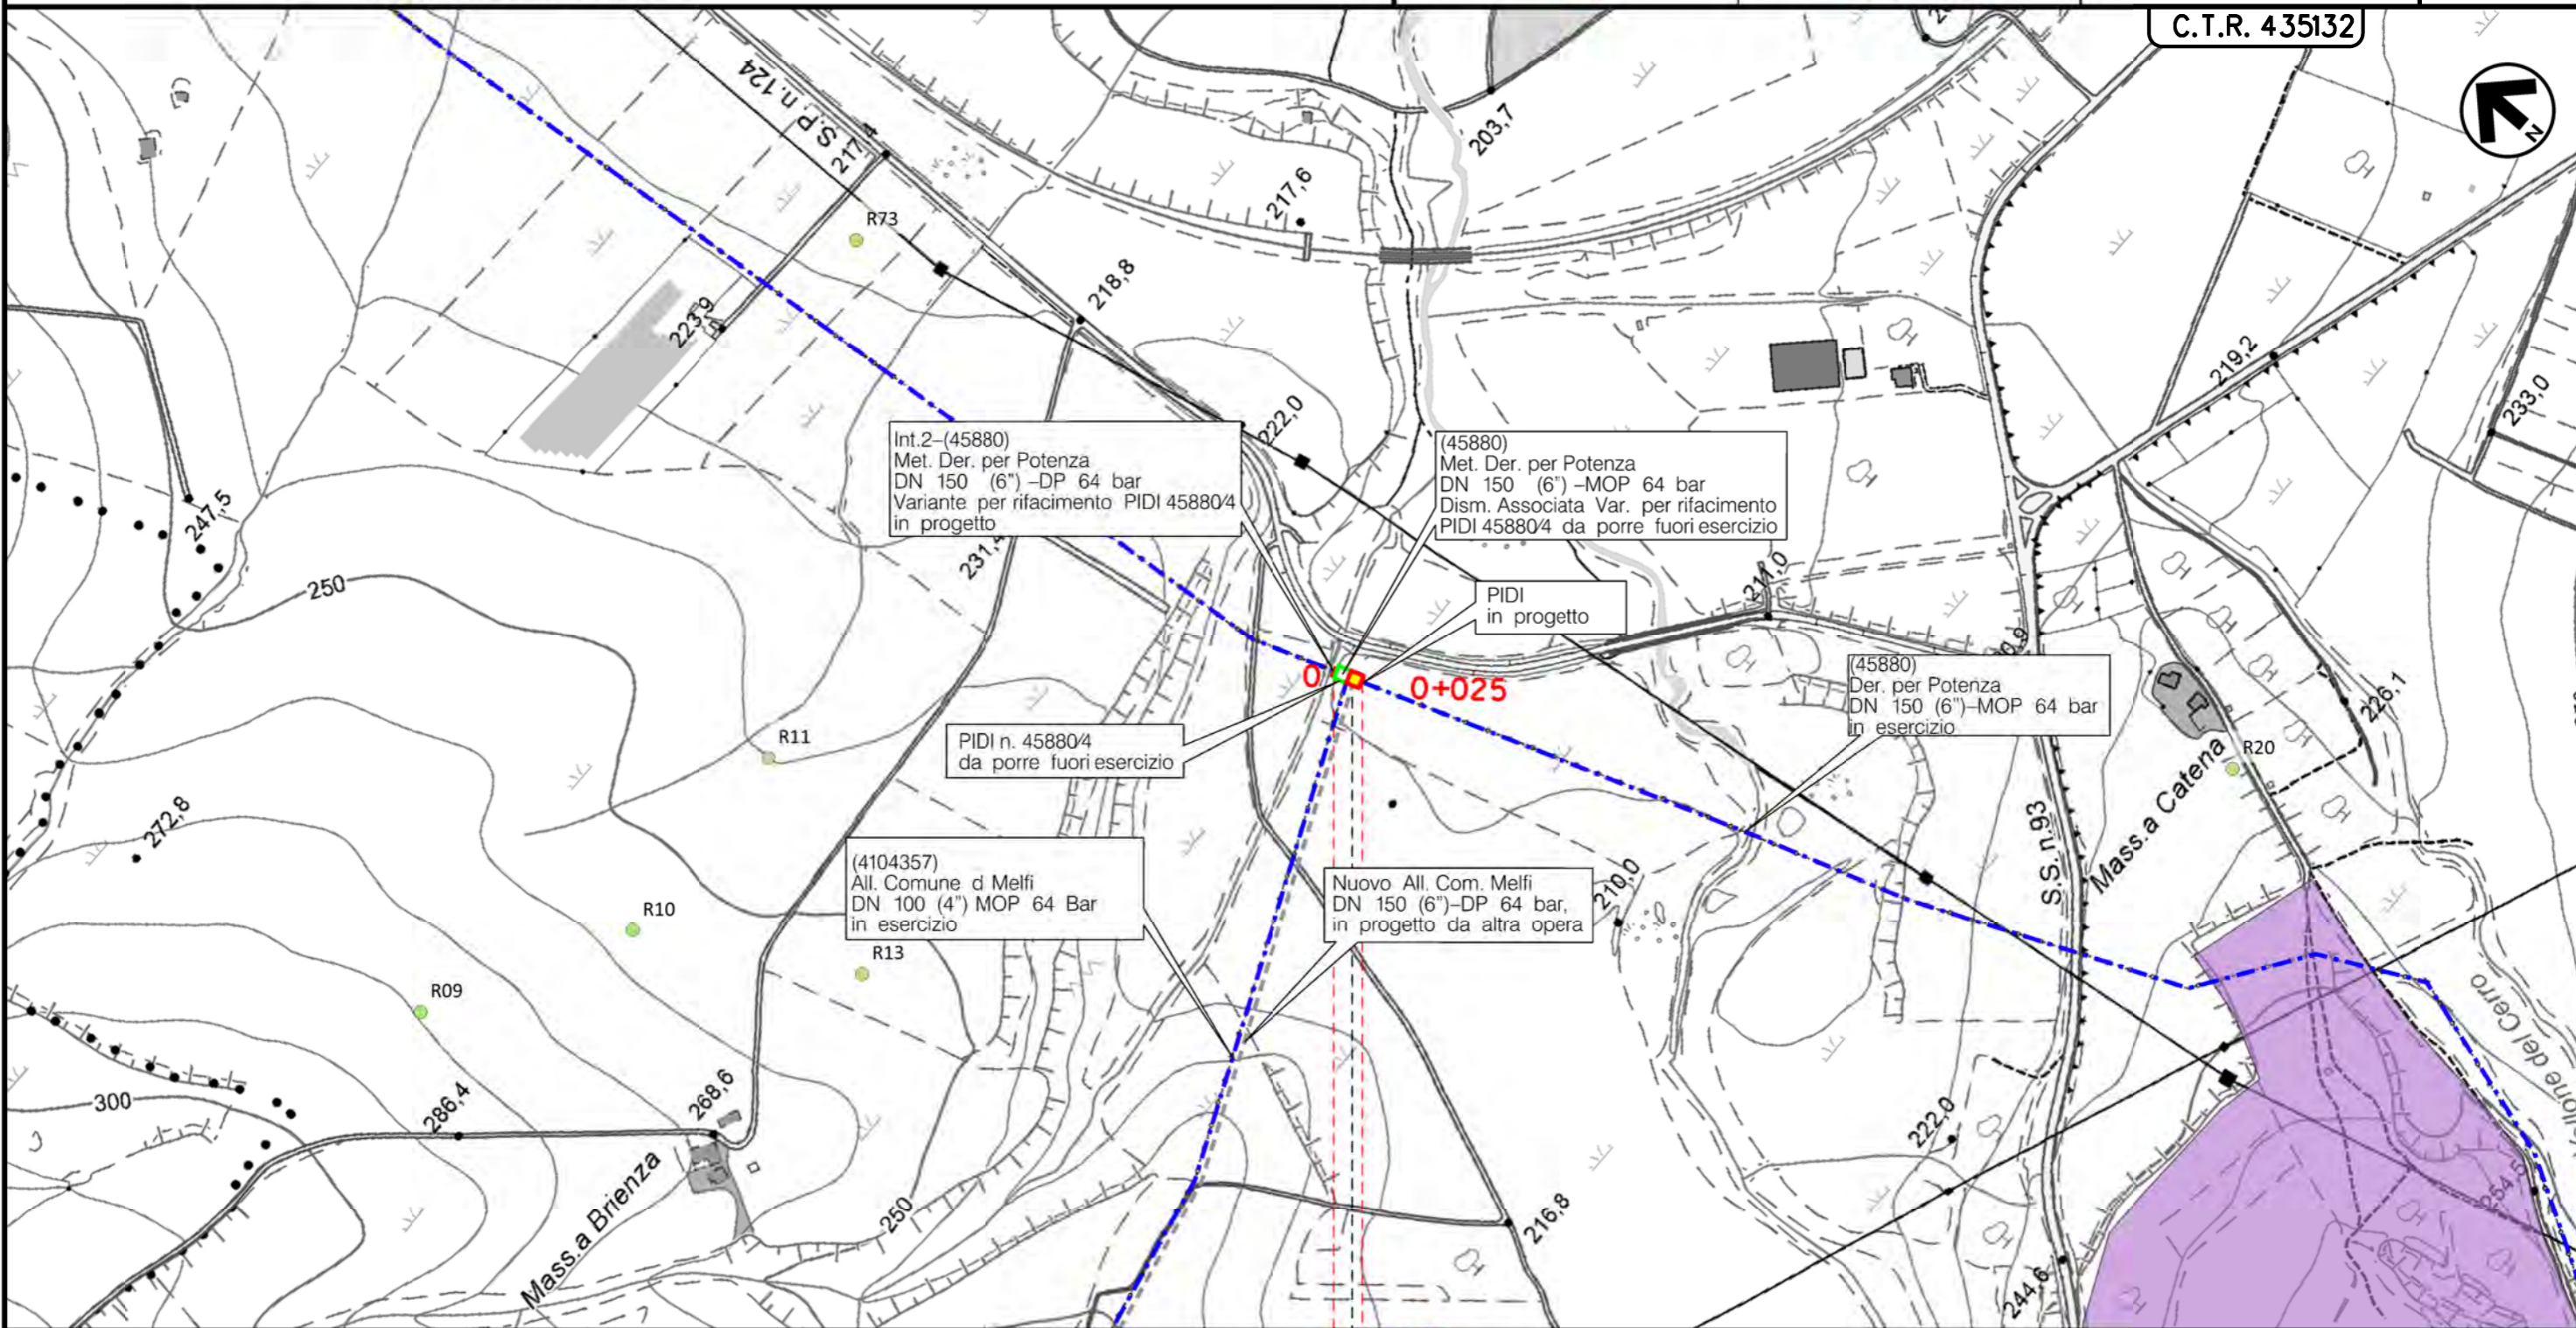 C.T.R. 435132
N
S.P. n.124
203,7
217,6
R73
218,8
223,9
219,2
233,0
222,0
Int.2–(45880)
Met. Der. per Potenza
DN 150 (6") –DP 64 bar
Variante per rifacimento PIDI 45880/4
in progetto
(45880)
Met. Der. per Potenza
DN 150 (6") –MOP 64 bar
Dism. Associata Var. per rifacimento
PIDI 45880/4 da porre fuori esercizio
247,5
231,4
250
211,0
PIDI
in progetto
0
0+025
(45880)
Der. per Potenza
DN 150 (6")–MOP 64 bar
in esercizio
226,1
R11
PIDI n. 45880/4
da porre fuori esercizio
R20
Mass.a Catena
S.S. n.93
272,8
(4104357)
All. Comune d Melfi
DN 100 (4") MOP 64 Bar
in esercizio
Nuovo All. Com. Melfi
DN 150 (6")–DP 64 bar,
in progetto da altra opera
210,0
R10
R13
R09
del Cerro
300
286,4
268,6
222,0
Mass.a Brienza
250
216,8
254,5
244,6